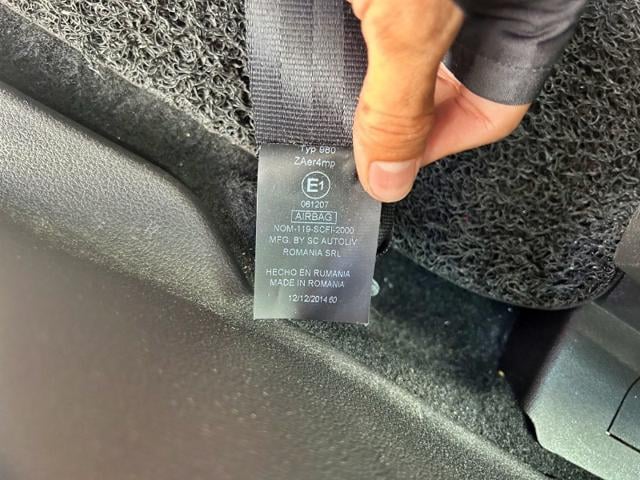 Typ 980
ZAer4mp
E1
061207
AIRBAG
NOM-119-SCFI-2000
MFG. BY SC AUTOLIV
ROMANIA SRL
HECHO EN RUMANIA
MADE IN ROMANIA
12/12/2014 60